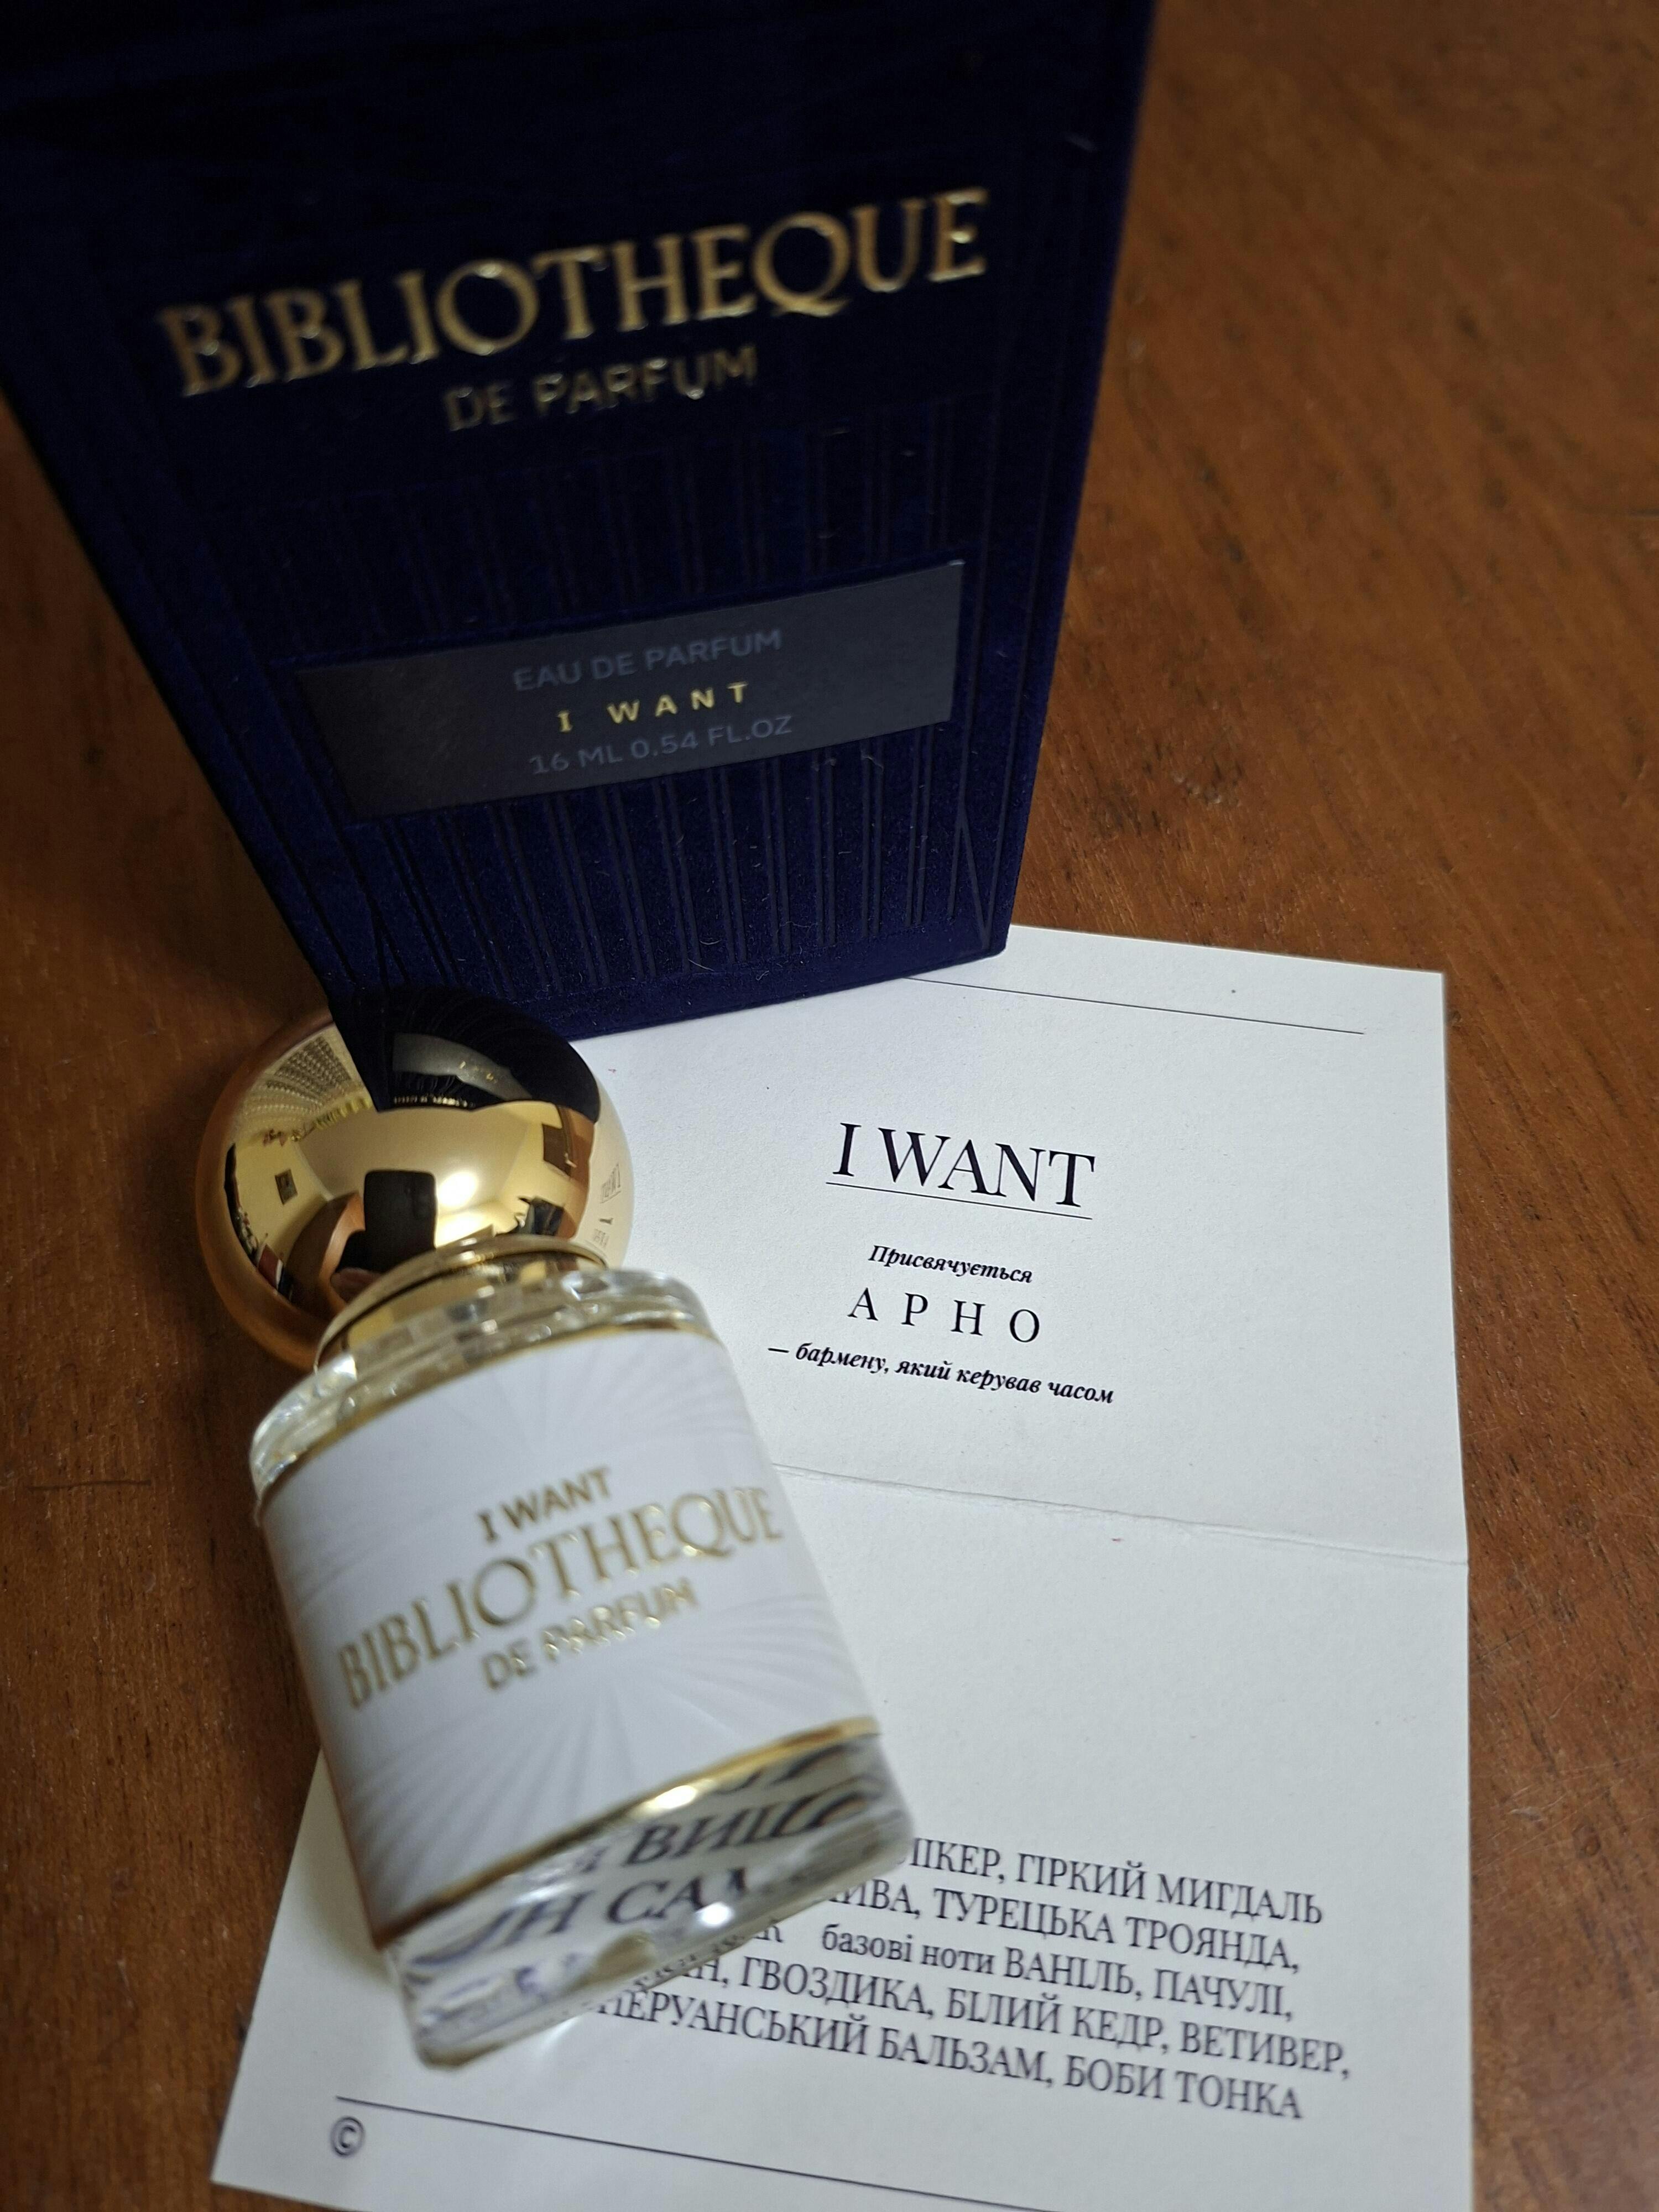 BIBLIOTHEQUE
DE PARFUM
EAU DE PARFUM
I WANT
16 ML 0.54 FL.OZ
I WANT
Присвячується
АРНО
— бармену, який керував часом
I WANT
BIBLIOTHEQUE
DE PARFUM
ГІРКИЙ МИГДАЛЬ
ТУРЕЦЬКА ТРОЯНДА,
базові ноти ВАНІЛЬ, ПАЧУЛІ,
ГВОЗДИКА, БІЛИЙ КЕДР, ВЕТИВЕР,
ПЕРУАНСЬКИЙ БАЛЬЗАМ, БОБИ ТОНКА
©